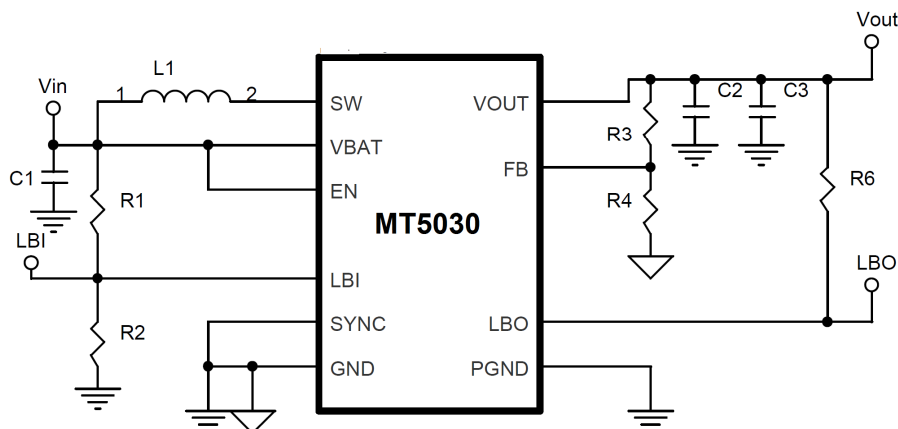 Vout
L1
Vin
1
2
SW
VOUT
C2
C3
R3
VBAT
C1
R1
EN
FB
R4
R6
MT5030
LBI
LBI
LBO
R2
SYNC
LBO
GND
PGND